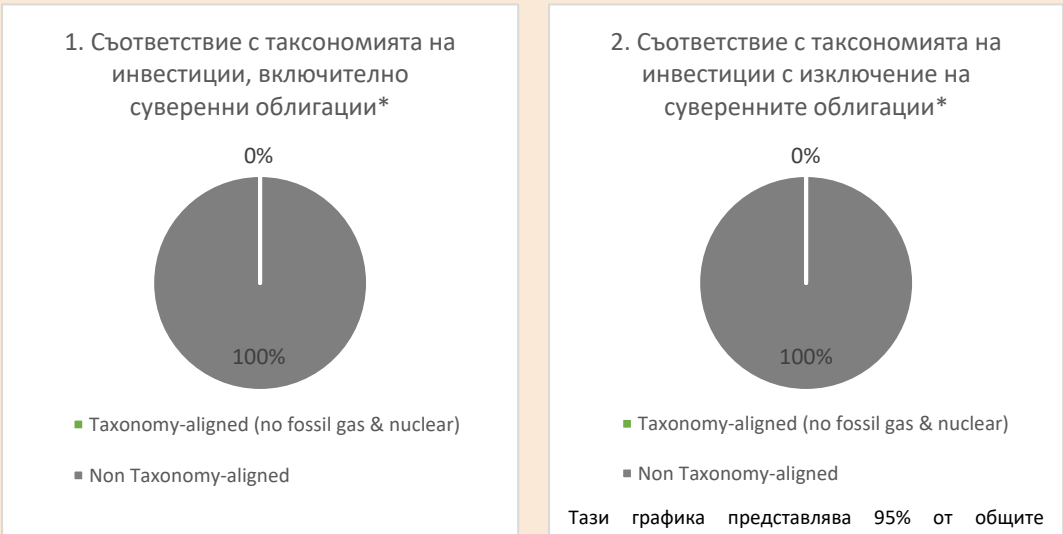 1. Съответствие с таксономията на
инвестиции, включително
суверенни облигации*
0%
100%
Taxonomy-aligned (no fossil gas & nuclear)
Non Taxonomy-aligned
2. Съответствие с таксономията на
инвестиции с изключение на
суверенните облигации*
0%
100%
Taxonomy-aligned (no fossil gas & nuclear)
Non Taxonomy-aligned
Тази графика представлява 95% от общите